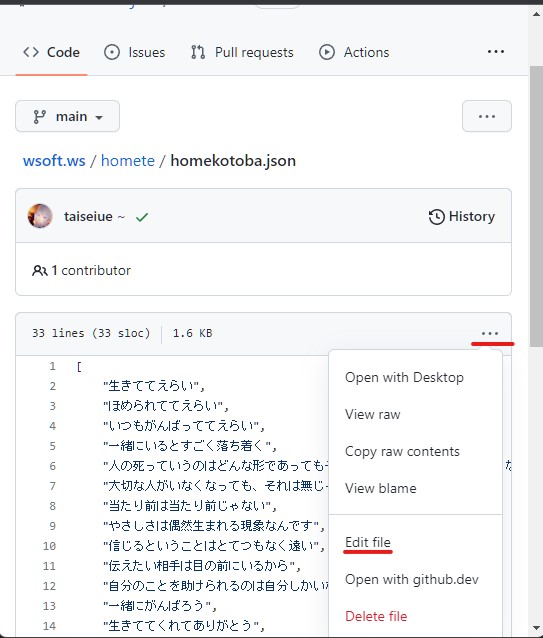 Code Issues Pull requests Actions ...
main ...
wsoft.ws / homete / homekotoba.json
taiseiue ~ History
1 contributor
33 lines (33 sloc) 1.6 KB ...
1 [
2 "生きててえらい",
3 "ほめられててえらい",
4 "いつもがんばっててえらい",
5 "一緒にいるとすごく落ち着く",
6 "人の死っていうのはどんな形であっても
7 "大切な人がいなくなっても、それは無じ
8 "当たり前は当たり前じゃない",
9 "やさしさは偶然生まれる現象なんです",
10 "信じるということはとてつもなく遠い",
11 "伝えたい相手は目の前にいるから",
12 "自分のことを助けられるのは自分しかい
13 "一緒にがんばろう",
14 "生きててくれてありがとう",
Open with Desktop
View raw
Copy raw contents
View blame
Edit file
Open with github.dev
Delete file